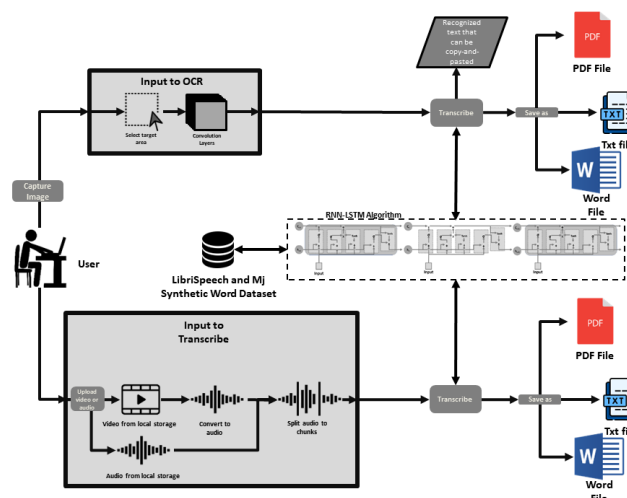 Recognized
text that
can be
copy-and-
pasted
PDF
PDF File
Input to OCR
Select target
area
Convolution
Layers
Transcribe
Save as
TXT
Txt fil
W
Word
File
Capture
Image
User
RNN-LSTM Algorithm
Input
Input
Input
LibriSpeech and Mj
Synthetic Word Dataset
Input to
Transcribe
Upload
video or
audio
Video from local storage
Convert to
audio
Split audio to
chunks
Audio from local storage
Transcribe
Save as
PDF
PDF File
TXT
Txt fil
W
Word
File